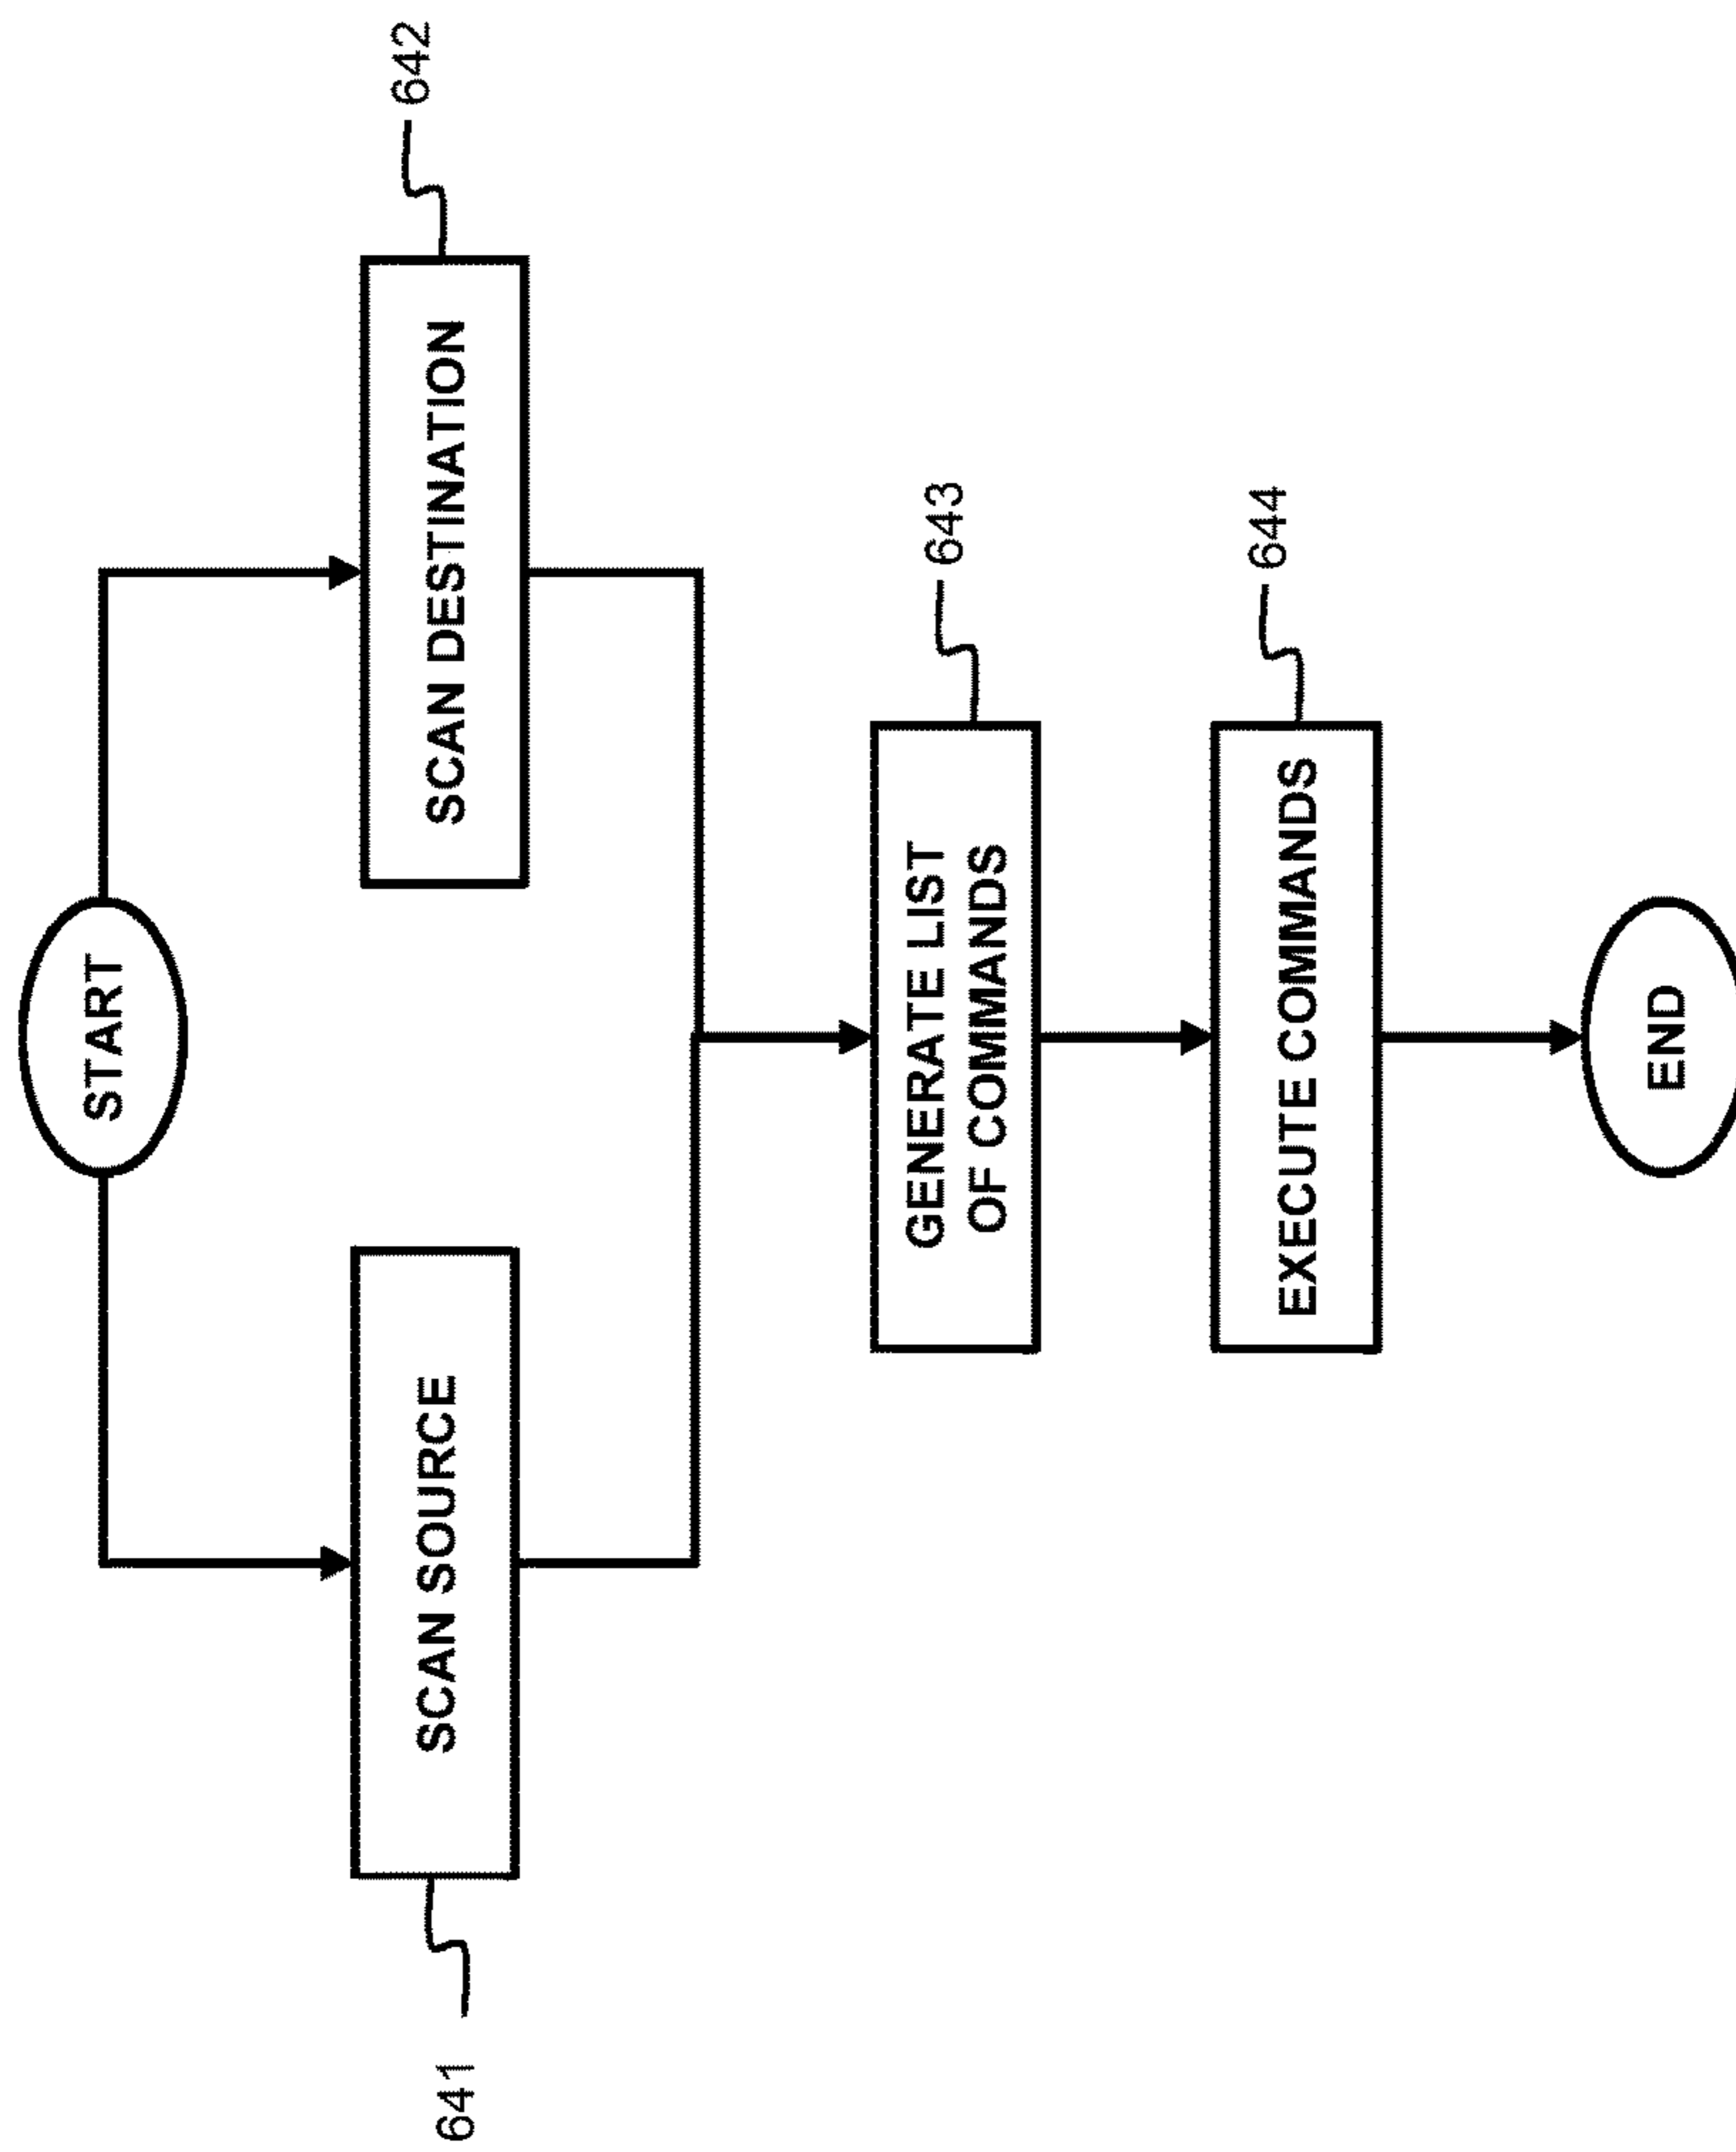 START
SCAN SOURCE
641
SCAN DESTINATION
642
GENERATE LIST
OF COMMANDS
643
EXECUTE COMMANDS
644
END